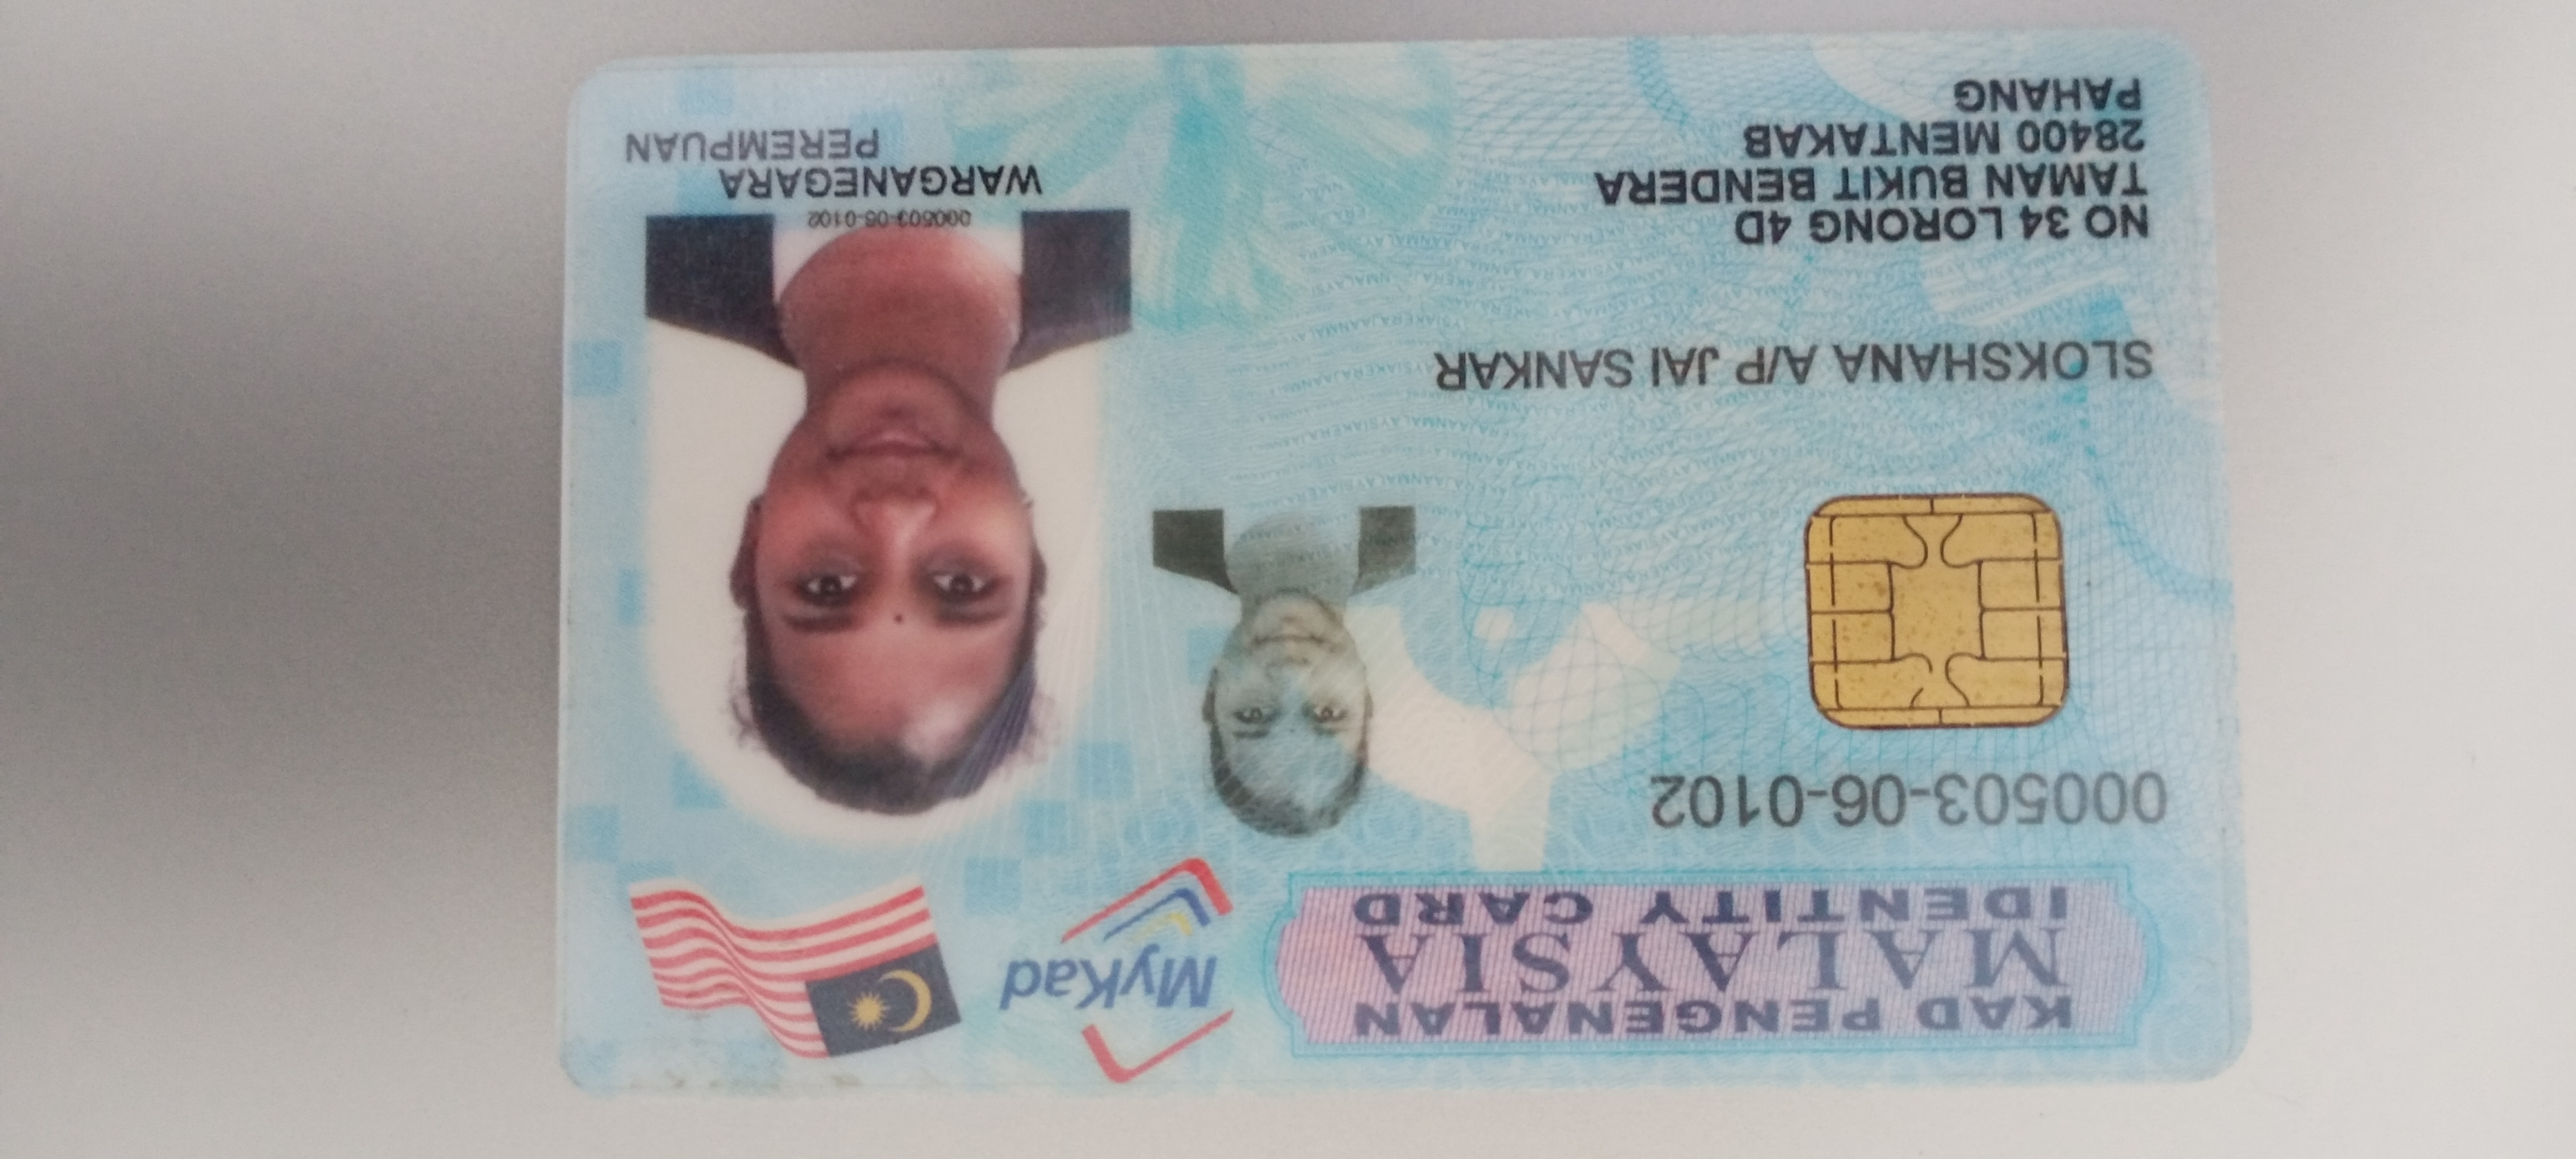 KAD PENGENALAN
MALAYSIA
IDENTITY CARD
MyKad
000503-06-0102
SLOKSHANA A/P JAI SANKAR
NO 34 LORONG 4D
TAMAN BUKIT BENDERA
28400 MENTAKAB
PAHANG
000503-06-0102
WARGANEGARA
PEREMPUAN